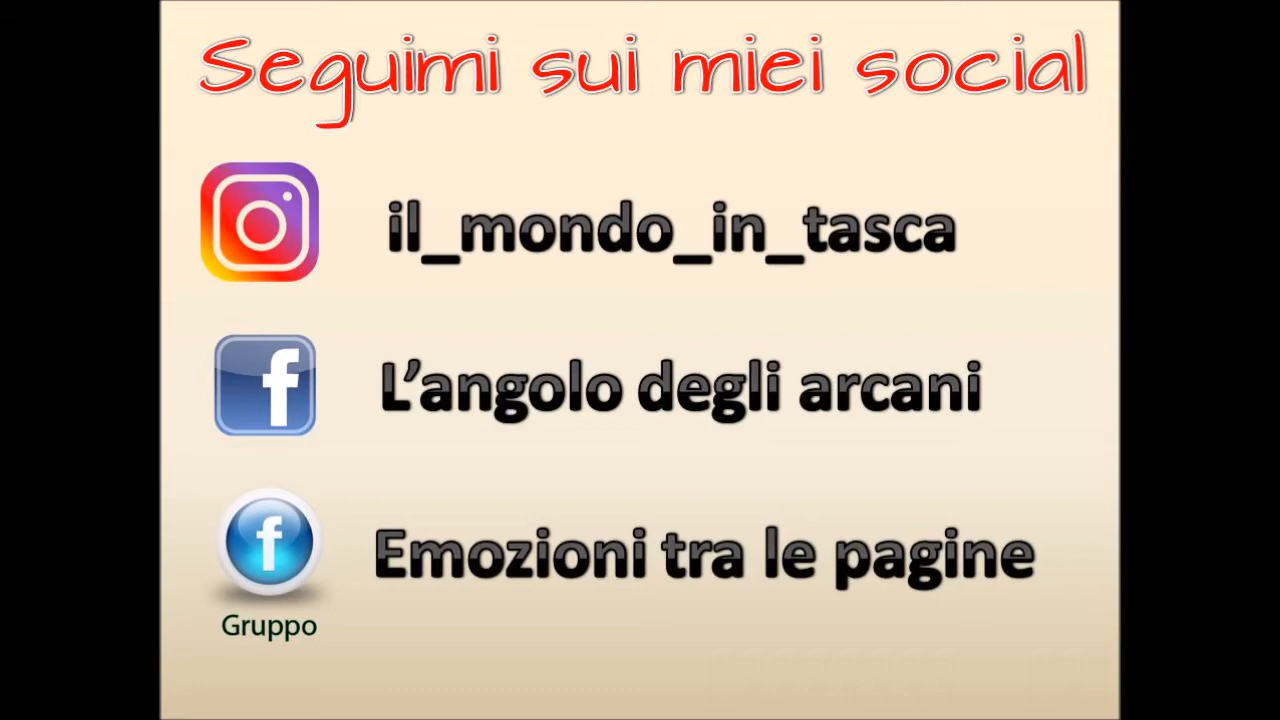 Seguimi sui miei social
il_mondo_in_tasca
L’angolo degli arcani
Emozioni tra le pagine
Gruppo